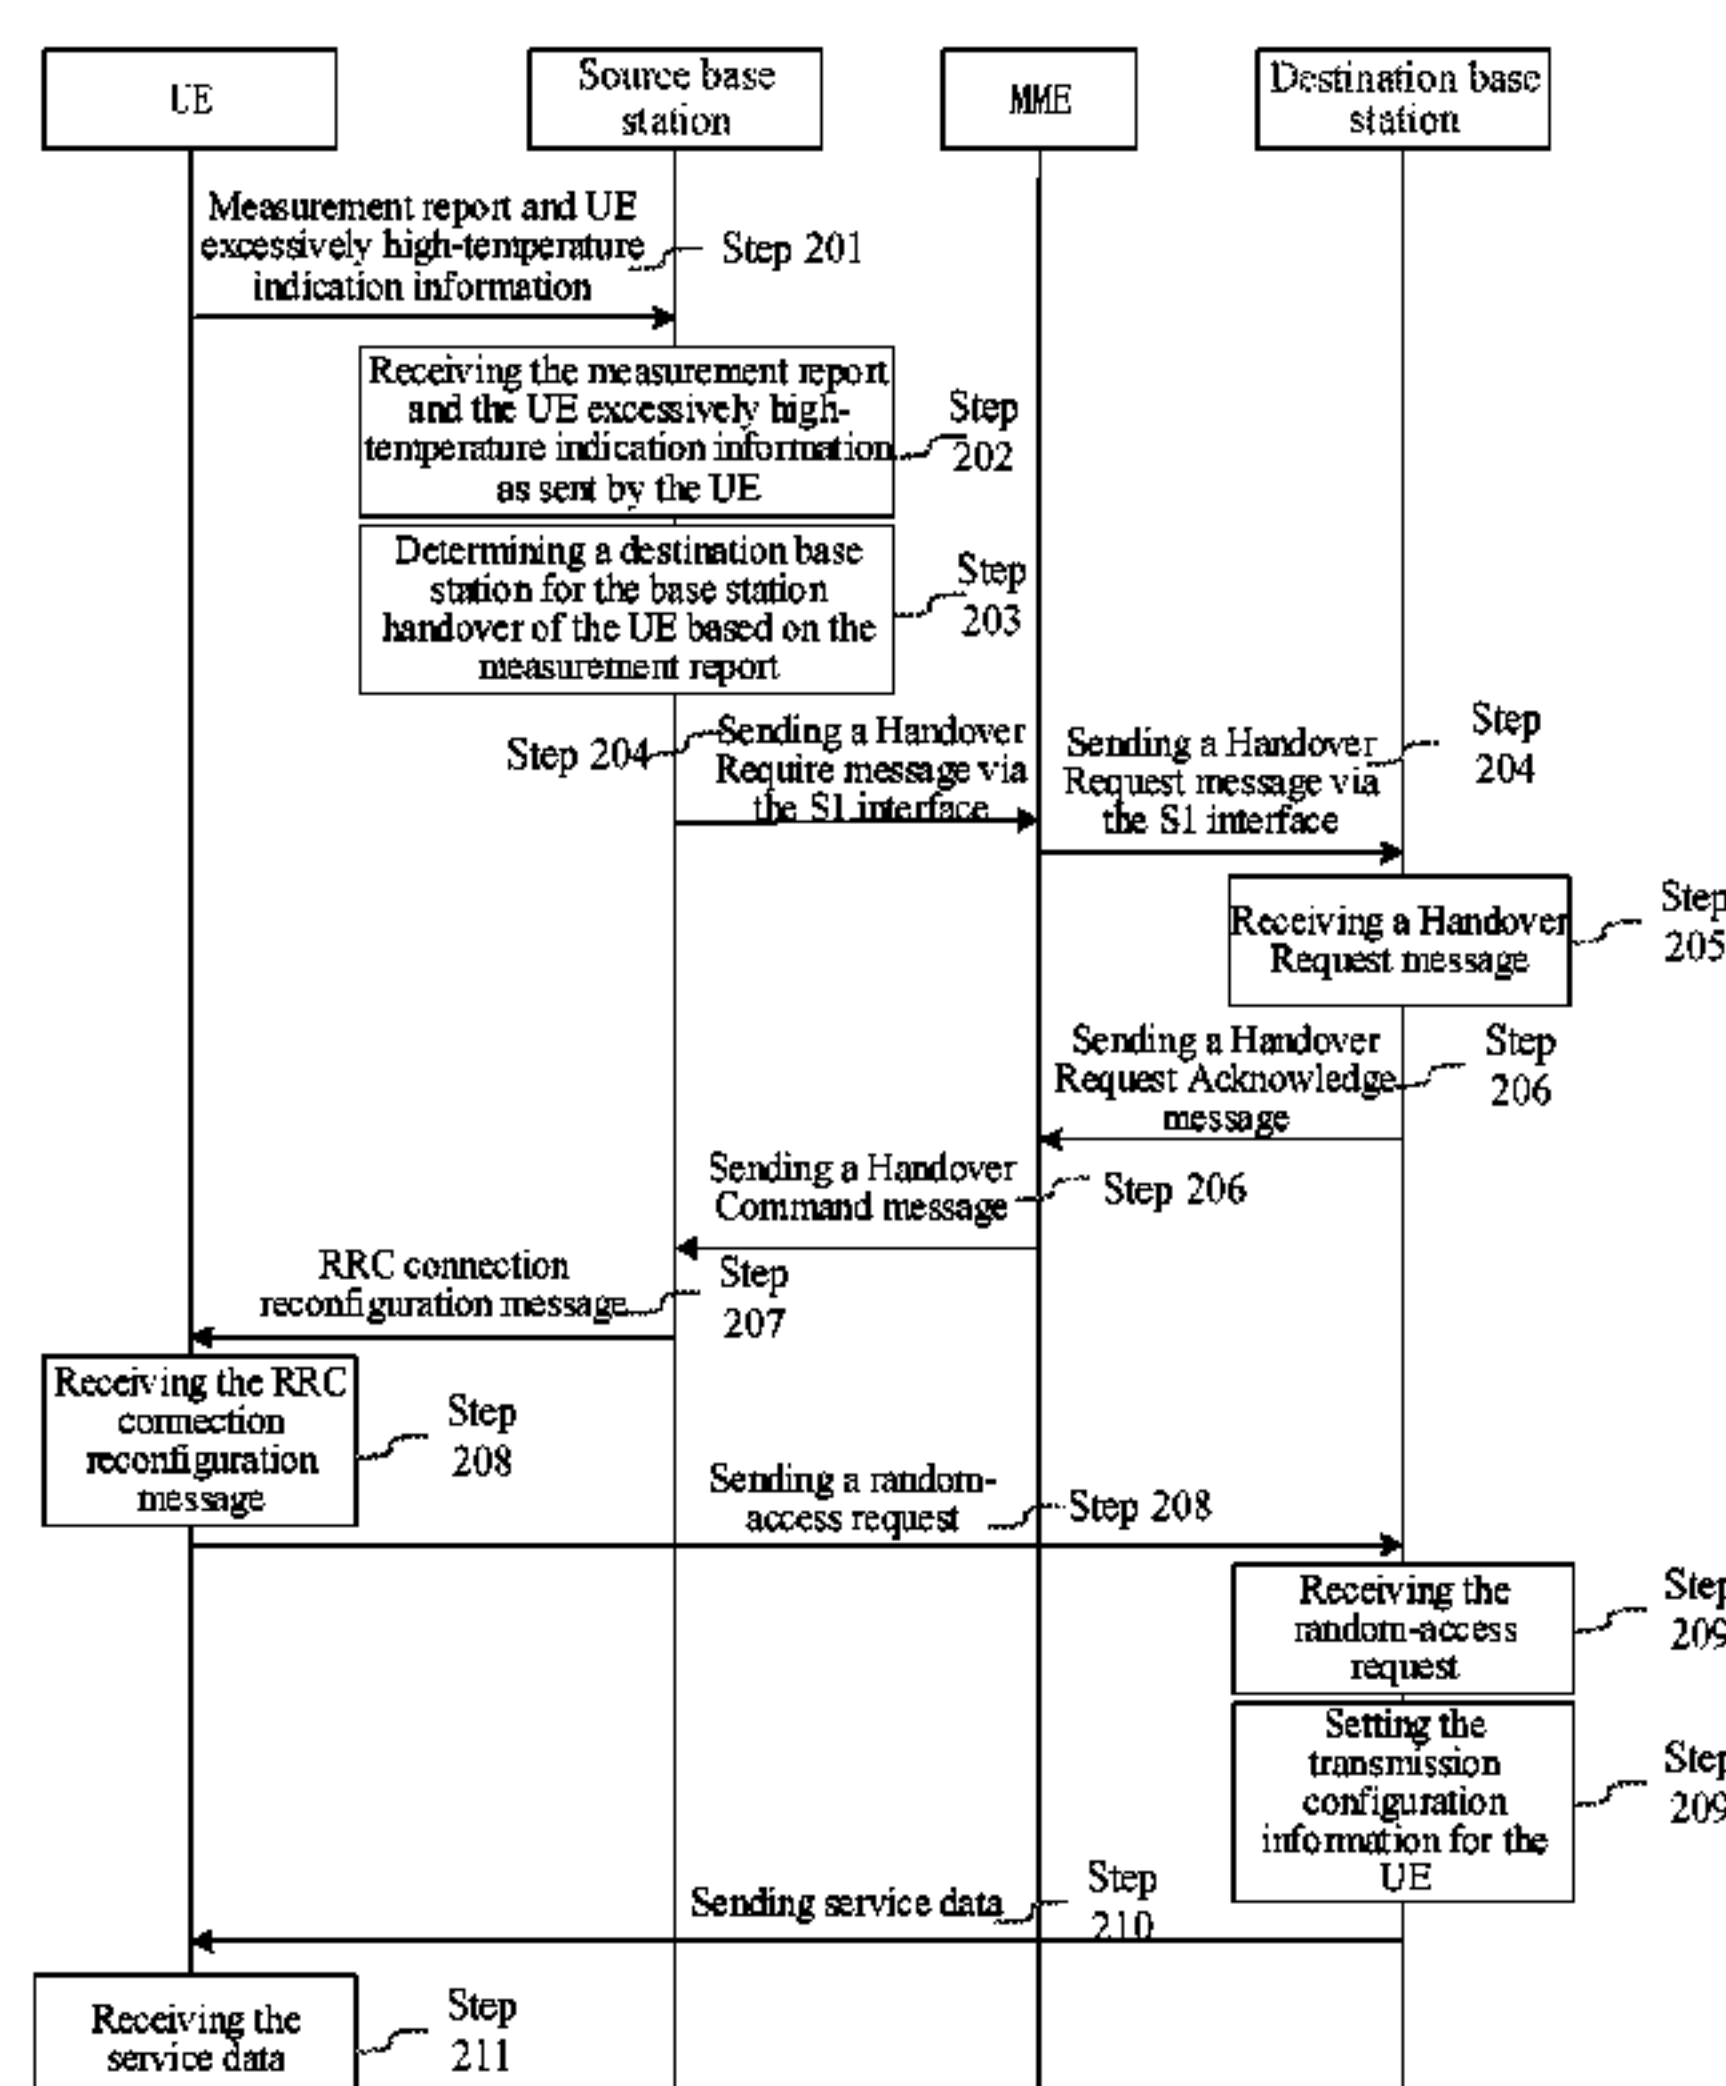 UE
Source base
station
MME
Destination base
station
Measurement report and UE
excessively high-temperature
indication information
Step 201
Receiving the measurement report
and the UE excessively high-
temperature indication information
as sent by the UE
Step
202
Determining a destination base
station for the base station
handover of the UE based on the
measurement report
Step
203
Step 204
Sending a Handover
Require message via
the S1 interface
Sending a Handover
Request message via
the S1 interface
Step
204
Receiving a Handover
Request message
Step
205
Sending a Handover
Request Acknowledge
message
Step
206
Sending a Handover
Command message
Step 206
RRC connection
reconfiguration message
Step
207
Receiving the RRC
connection
reconfiguration
message
Step
208
Sending a random-
access request
Step 208
Receiving the
random-access
request
Step
209
Setting the
transmission
configuration
information for the
UE
Step
209
Sending service data
Step
210
Receiving the
service data
Step
211